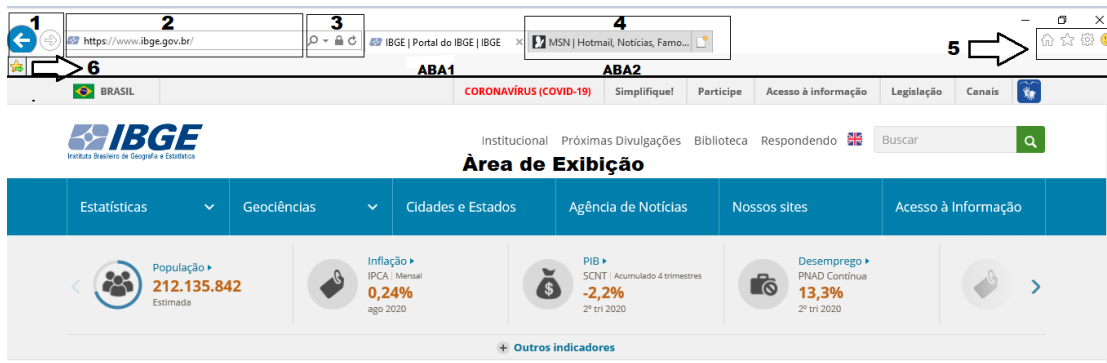 1 2 3 4 5
https://www.ibge.gov.br/
IBGE | Portal do IBGE | IBGE
MSN | Hotmail, Notícias, Famo...
6 ABA1 ABA2
BRASIL CORONAVÍRUS (COVID-19) Simplifique! Participe Acesso à informação Legislação Canais
IBGE
Instituto Brasileiro de Geografia e Estatística
Institucional Próximas Divulgações Biblioteca Respondendo Buscar
Àrea de Exibição
Estatísticas Geociências Cidades e Estados Agência de Notícias Nossos sites Acesso à Informação
População
212.135.842
Estimada
Inflação
IPCA | Mensal
0,24%
ago 2020
PIB
SCNT | Acumulado 4 trimestres
-2,2%
2º tri 2020
Desemprego
PNAD Contínua
13,3%
2º tri 2020
Outros indicadores